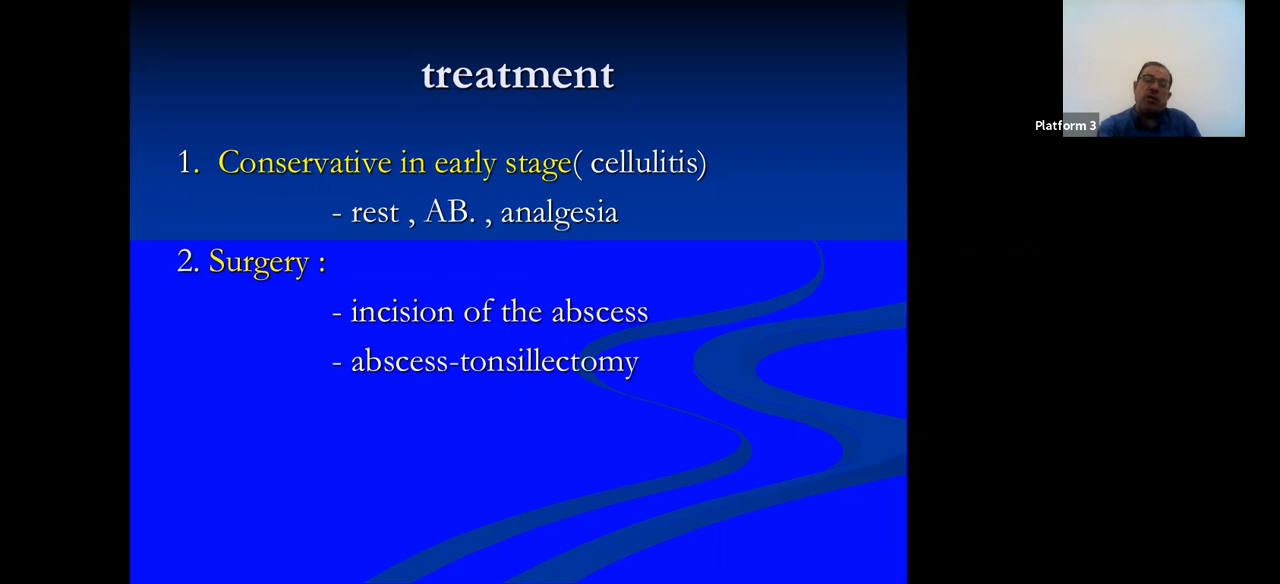 treatment
1. Conservative in early stage( cellulitis)
- rest , AB. , analgesia
2. Surgery :
- incision of the abscess
- abscess-tonsillectomy
Platform 3